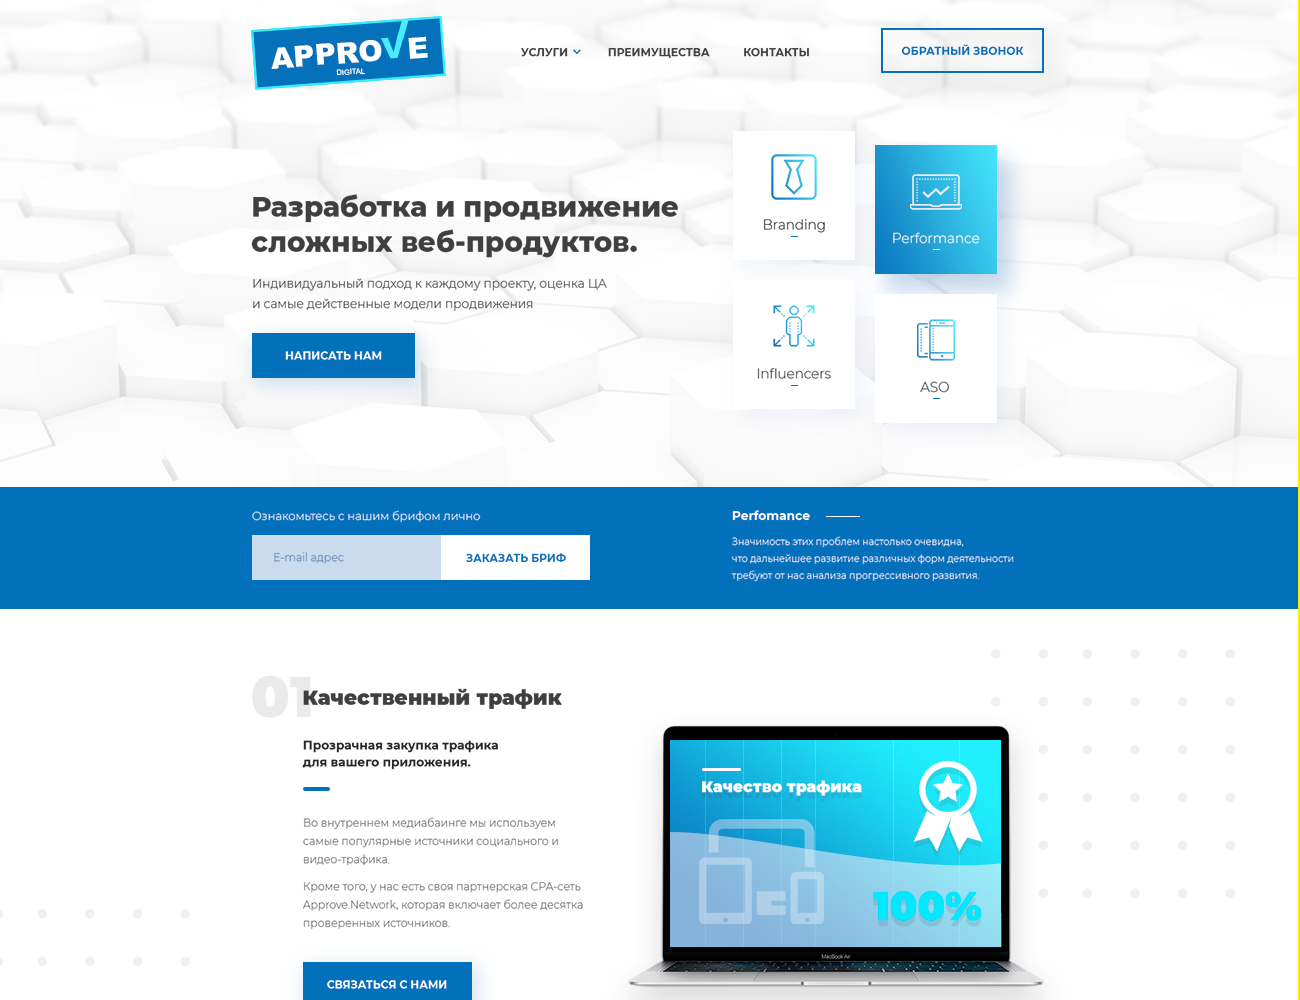 APPROVE
DIGITAL
УСЛУГИ
ПРЕИМУЩЕСТВА
КОНТАКТЫ
ОБРАТНЫЙ ЗВОНОК
Разработка и продвижение
сложных веб-продуктов.
Индивидуальный подход к каждому проекту, оценка ЦА
и самые действенные модели продвижения
НАПИСАТЬ НАМ
Branding
Performance
Influencers
ASO
Ознакомьтесь с нашим брифом лично
E-mail адрес
ЗАКАЗАТЬ БРИФ
Perfomance
Значимость этих проблем настолько очевидна,
что дальнейшее развитие различных форм деятельности
требуют от нас анализа прогрессивного развития.
01
Качественный трафик
Прозрачная закупка трафика
для вашего приложения.
Во внутреннем медиабаинге мы используем
самые популярные источники социального и
видео-трафика.
Кроме того, у нас есть своя партнерская CPA-сеть
Approve.Network, которая включает более десятка
проверенных источников.
СВЯЗАТЬСЯ С НАМИ
Качество трафика
100%
MacBook Air